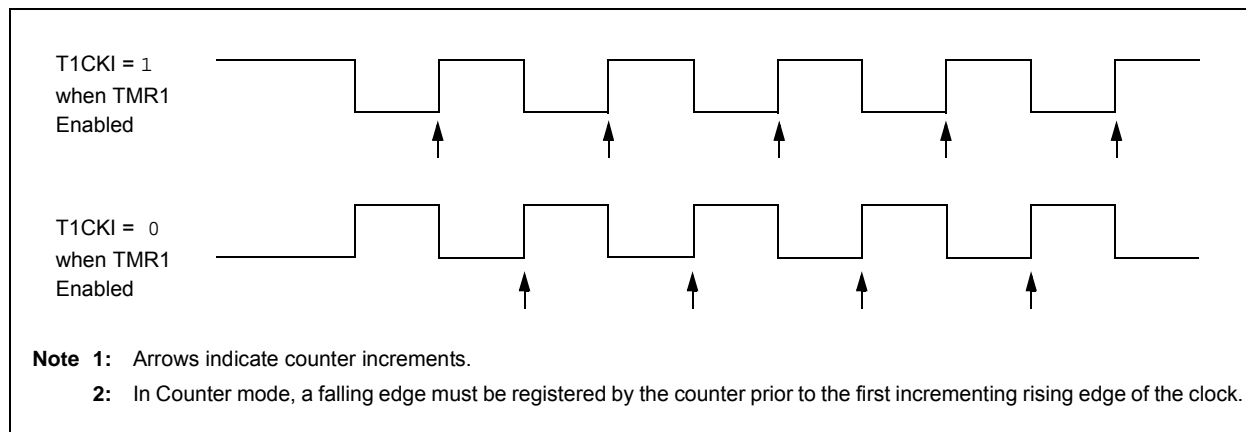 T1CKI = 1
when TMR1
Enabled
T1CKI = 0
when TMR1
Enabled
Note 1: Arrows indicate counter increments.
2: In Counter mode, a falling edge must be registered by the counter prior to the first incrementing rising edge of the clock.